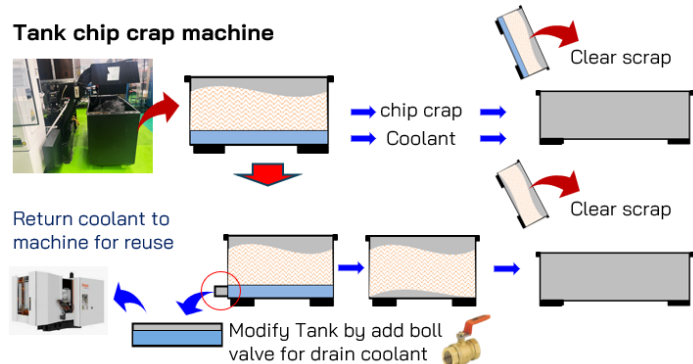 Tank chip crap machine
Clear scrap
chip crap
Coolant
Clear scrap
Return coolant to
machine for reuse
Modify Tank by add boll
valve for drain coolant